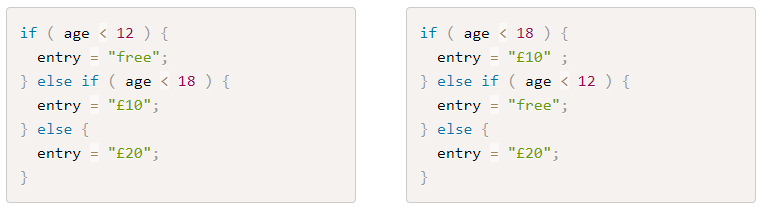 if ( age < 12 ) {
  entry = "free";
} else if ( age < 18 ) {
  entry = "£10";
} else {
  entry = "£20";
}
if ( age < 18 ) {
  entry = "£10" ;
} else if ( age < 12 ) {
  entry = "free";
} else {
  entry = "£20";
}